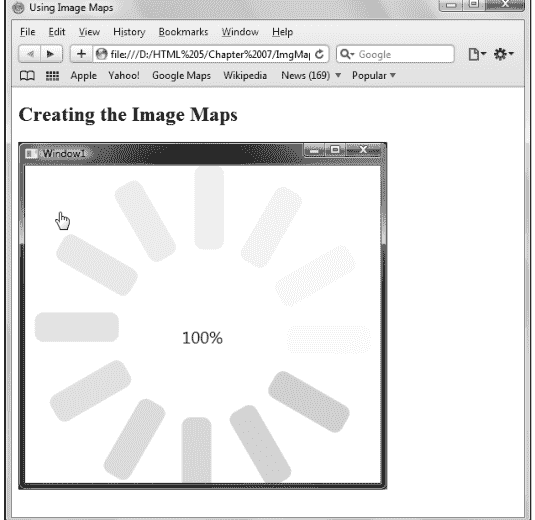 Using Image Maps
File Edit View History Bookmarks Window Help
file:///D:/HTML%205/Chapter%2007/ImgMa Google
Apple Yahoo! Google Maps Wikipedia News (169) Popular
Creating the Image Maps
Window1
100%